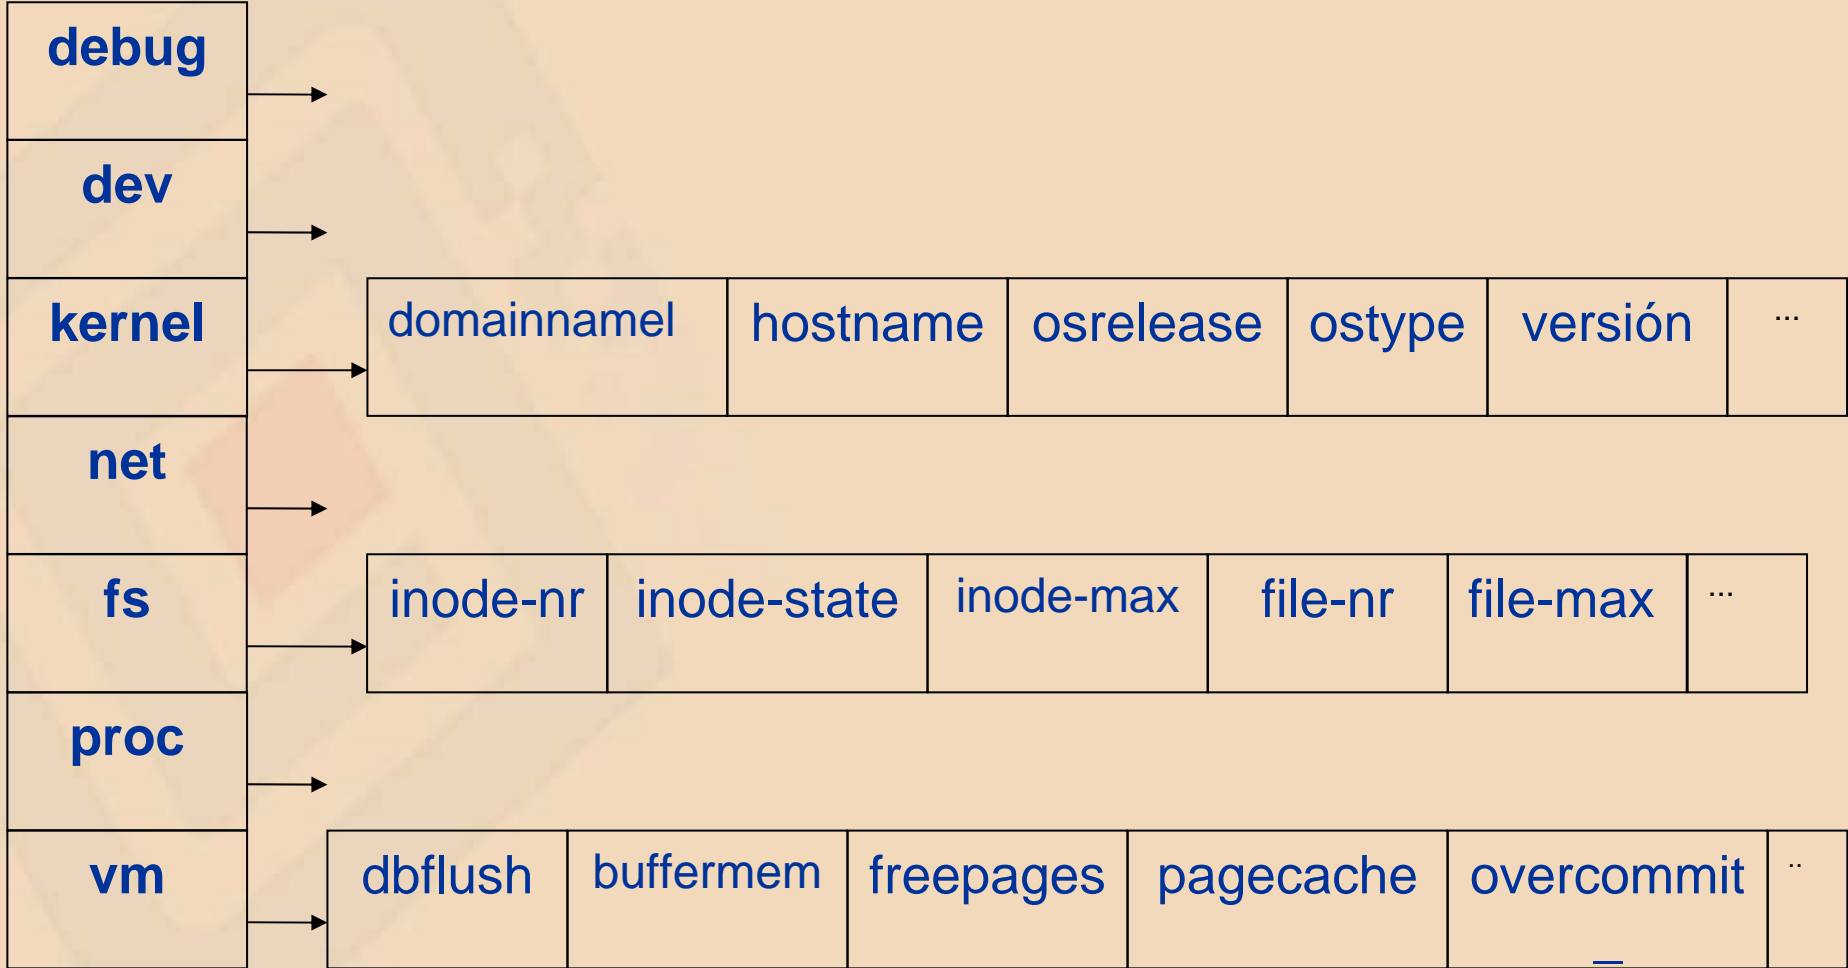 debug
dev
kernel
domainnamel
hostname
osrelease
ostype
versión
...
net
fs
inode-nr
inode-state
inode-max
file-nr
file-max
...
proc
vm
dbflush
buffermem
freepages
pagecache
overcommit
_
..